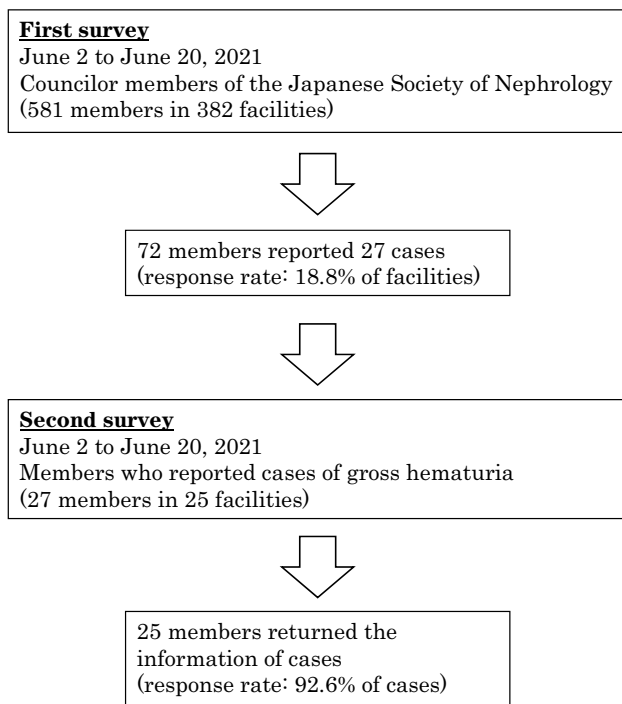 First survey
June 2 to June 20, 2021
Councilor members of the Japanese Society of Nephrology
(581 members in 382 facilities)
72 members reported 27 cases
(response rate: 18.8% of facilities)
Second survey
June 2 to June 20, 2021
Members who reported cases of gross hematuria
(27 members in 25 facilities)
25 members returned the
information of cases
(response rate: 92.6% of cases)